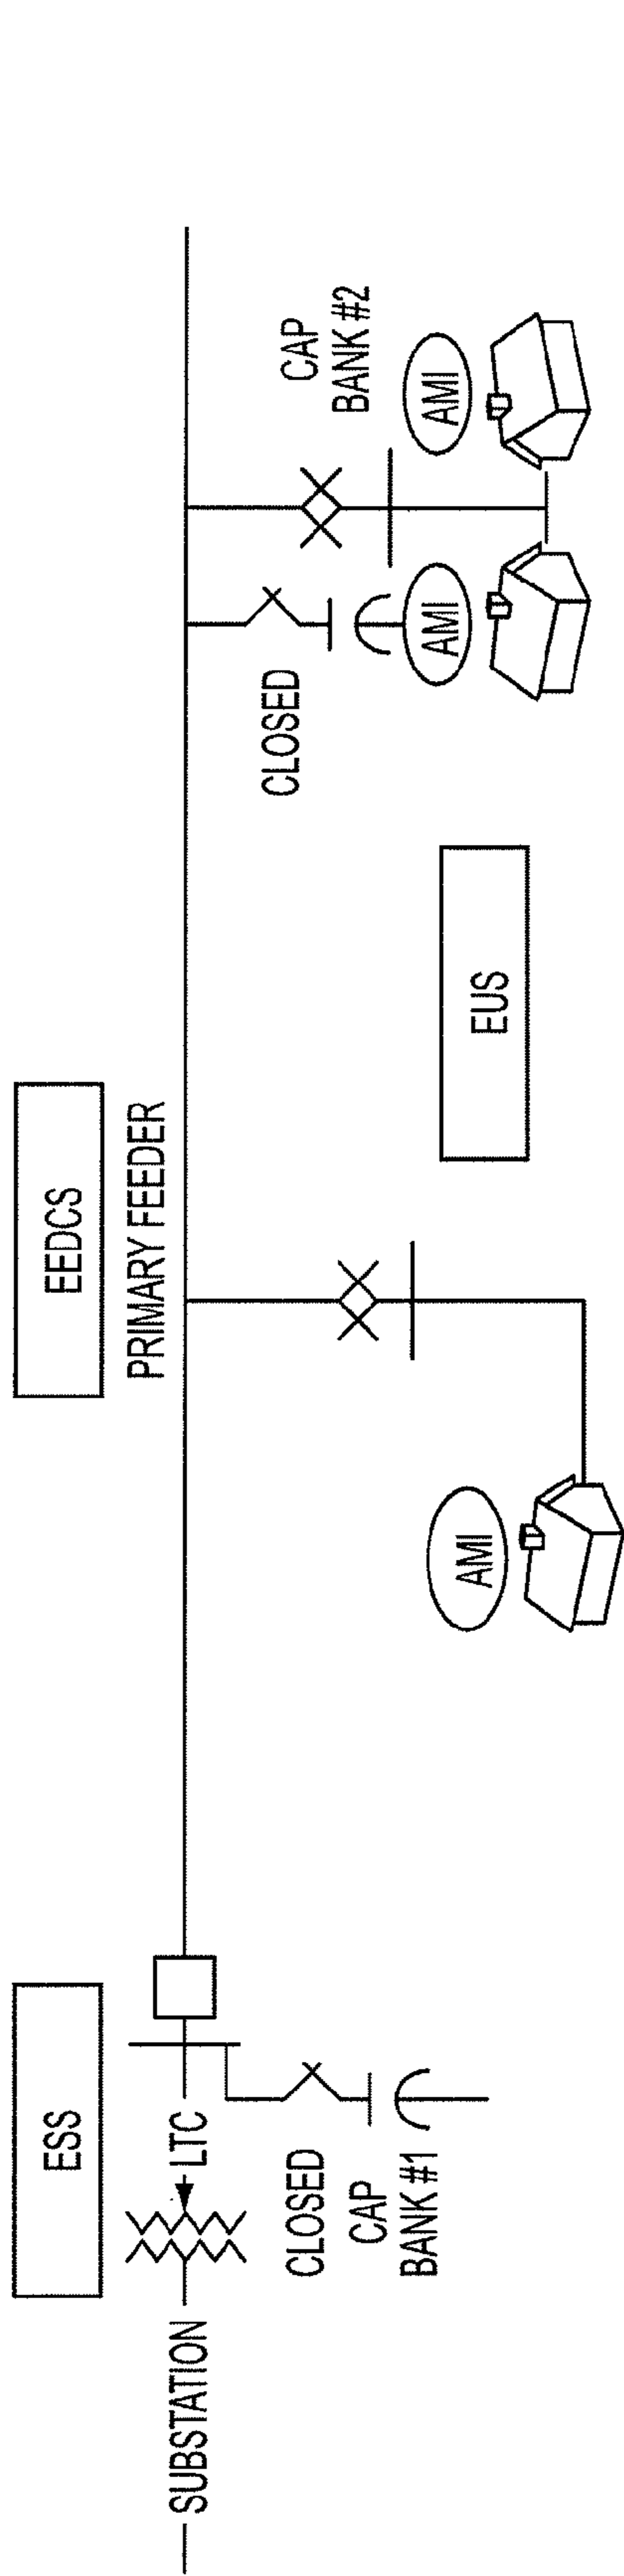 ESS
EEDCS
SUBSTATION
LTC
PRIMARY FEEDER
CLOSED
CAP
BANK #1
AMI
EUS
CLOSED
CAP
BANK #2
AMI
AMI